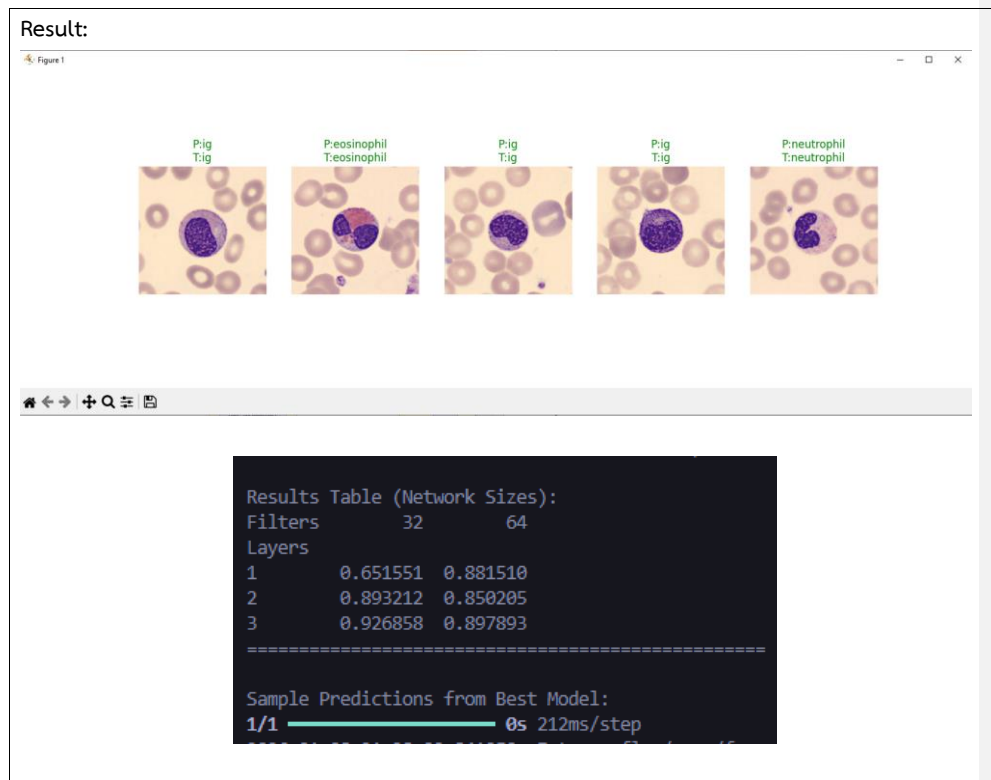 Result:
Figure 1
P:ig
T:ig
P:eosinophil
T:eosinophil
P:ig
T:ig
P:ig
T:ig
P:neutrophil
T:neutrophil
Results Table (Network Sizes):
Filters 32 64
Layers
1 0.651551 0.881510
2 0.893212 0.850205
3 0.926858 0.897893
==================================================
Sample Predictions from Best Model:
1/1 0s 212ms/step